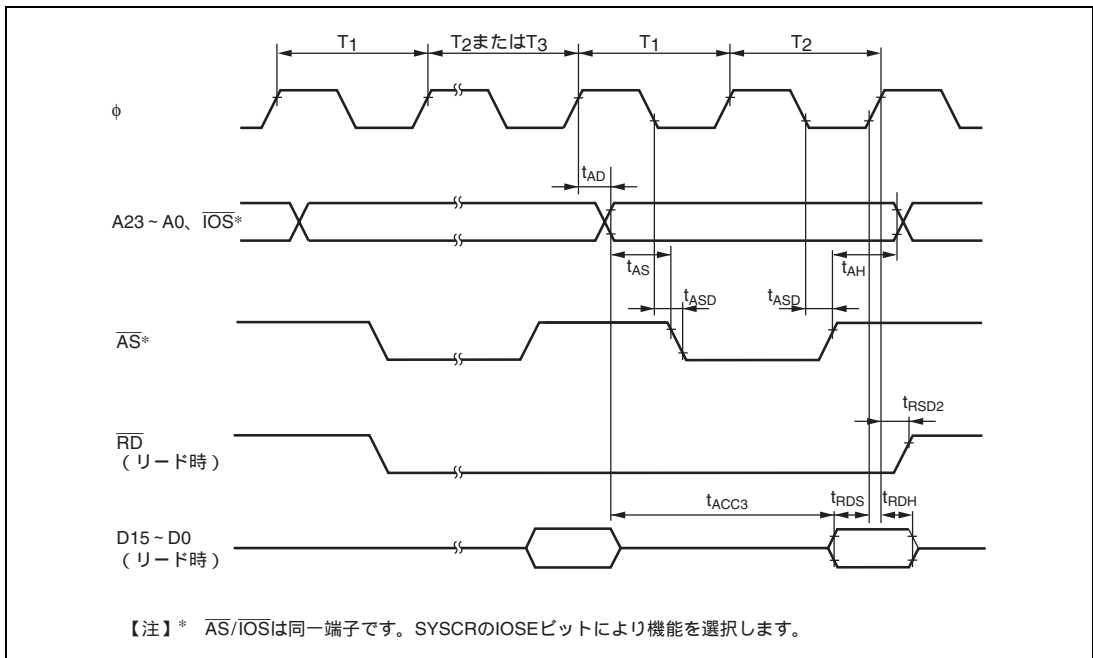 T1 T2またはT3 T1 T2
φ
tAD
A23~A0、IOS*
tAS tAH
tASD tASD
AS*
tRSD2
RD
(リード時)
tACC3 tRDS tRDH
D15~D0
(リード時)
【注】* AS/IOSは同一端子です。SYSCRのIOSEビットにより機能を選択します。